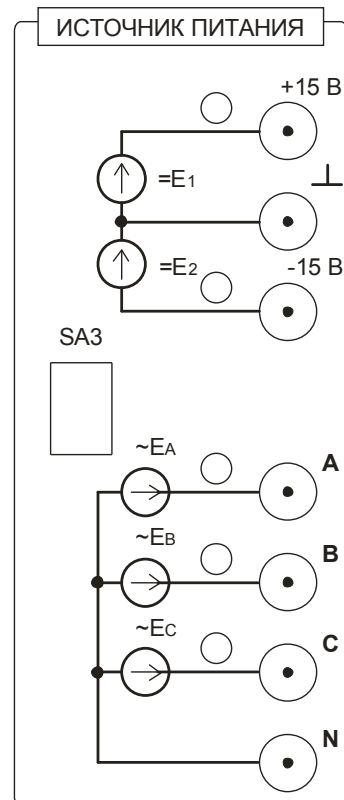 ИСТОЧНИК ПИТАНИЯ
+15 В
=E1
⊥
=E2
-15 В
SA3
~EA
A
~EB
B
~EC
C
N